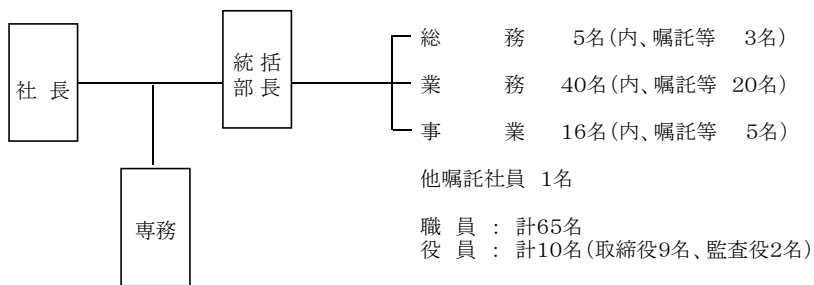 社 長
統 括
部 長
専務
総　　務　5名(内、嘱託等　3名)
業　　務　40名(内、嘱託等　20名)
事　　業　16名(内、嘱託等　5名)
他嘱託社員　1名
職　員　：　計65名
役　員　：　計10名(取締役9名、監査役2名)